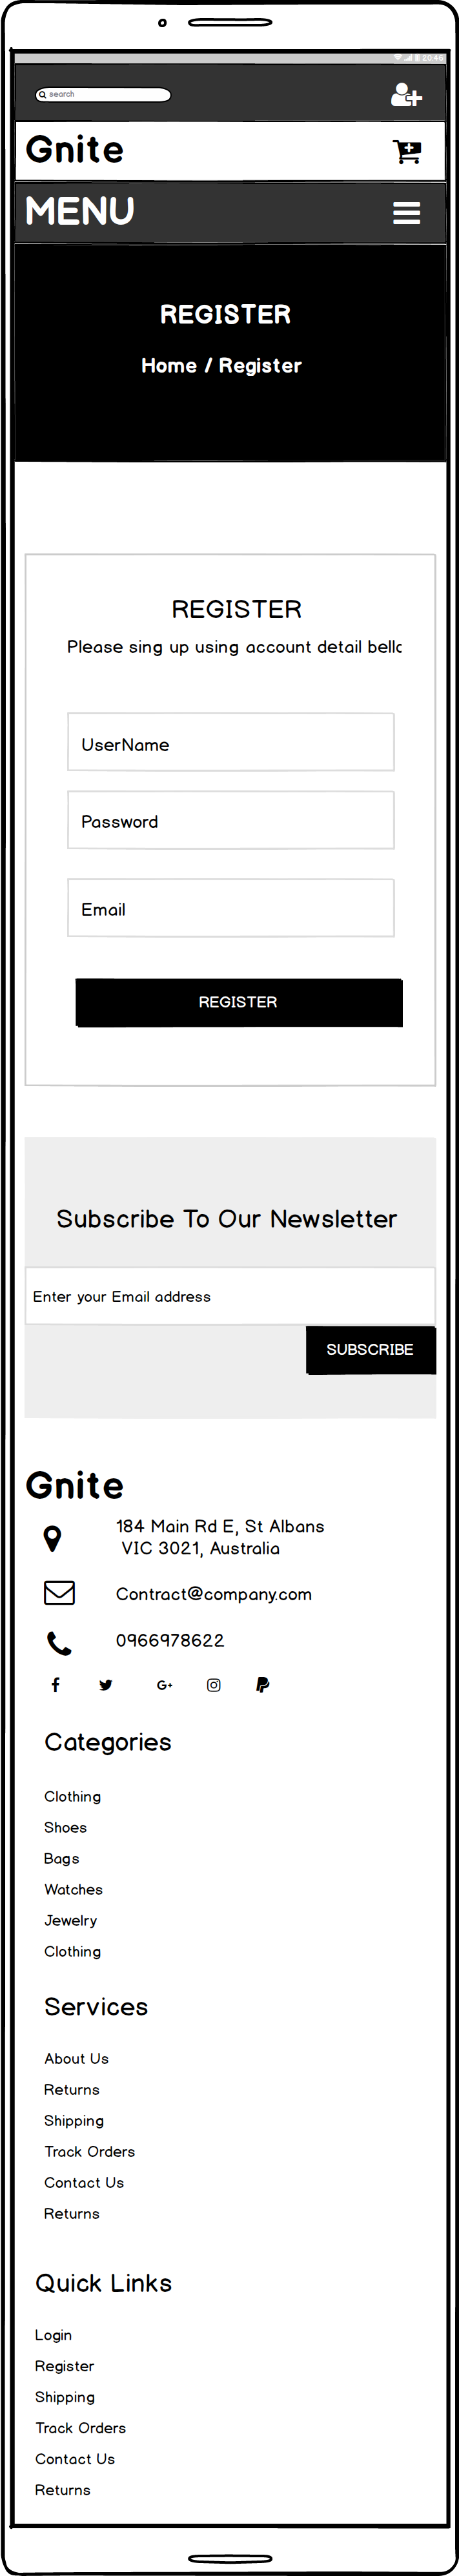 20:46
search
Gnite
MENU
REGISTER
Home / Register
REGISTER
Please sing up using account detail bello
UserName
Password
Email
REGISTER
Subscribe To Our Newsletter
Enter your Email address
SUBSCRIBE
Gnite
184 Main Rd E, St Albans
VIC 3021, Australia
Contract@company.com
0966978622
Categories
Clothing
Shoes
Bags
Watches
Jewelry
Clothing
Services
About Us
Returns
Shipping
Track Orders
Contact Us
Returns
Quick Links
Login
Register
Shipping
Track Orders
Contact Us
Returns